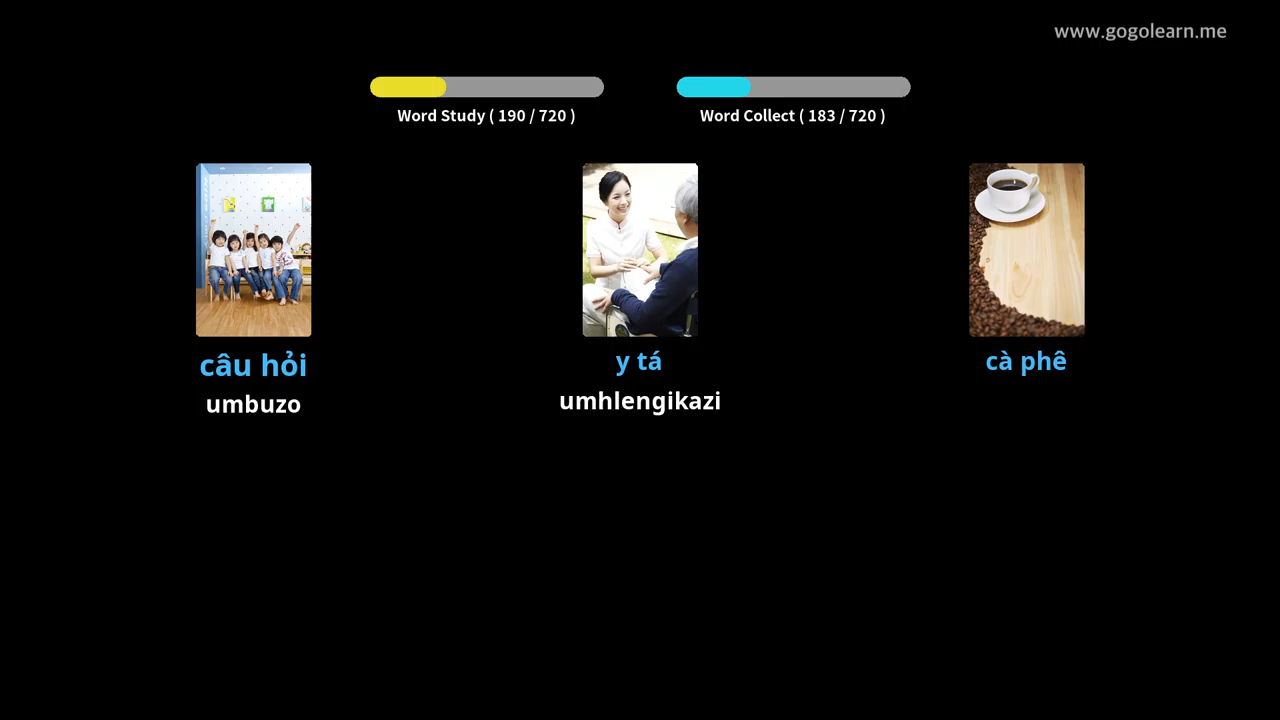 www.gogolearn.me
Word Study ( 190 / 720 )
Word Collect ( 183 / 720 )
câu hỏi
umbuzo
y tá
umhlengikazi
cà phê